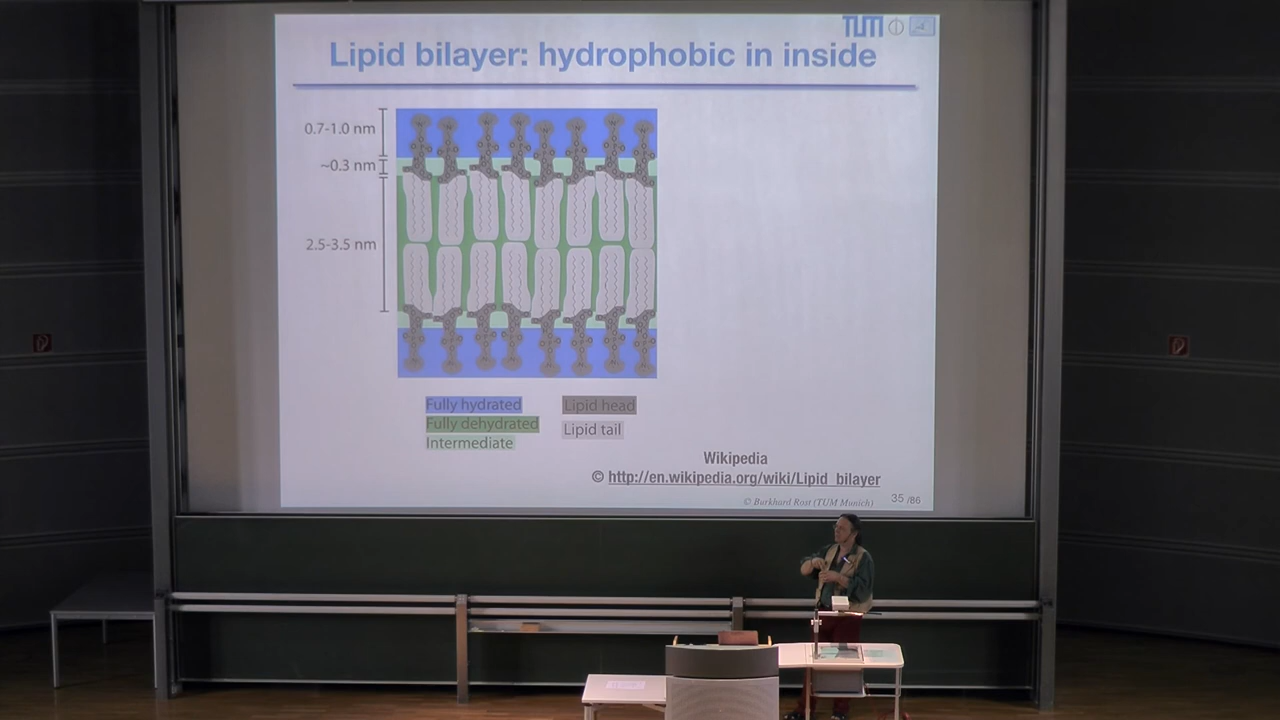 TUM
Lipid bilayer: hydrophobic in inside
0.7-1.0 nm
~0.3 nm
2.5-3.5 nm
Fully hydrated
Lipid head
Fully dehydrated
Lipid tail
Intermediate
Wikipedia
© http://en.wikipedia.org/wiki/Lipid_bilayer
© Burkhard Rost (TUM Munich)
35 /86